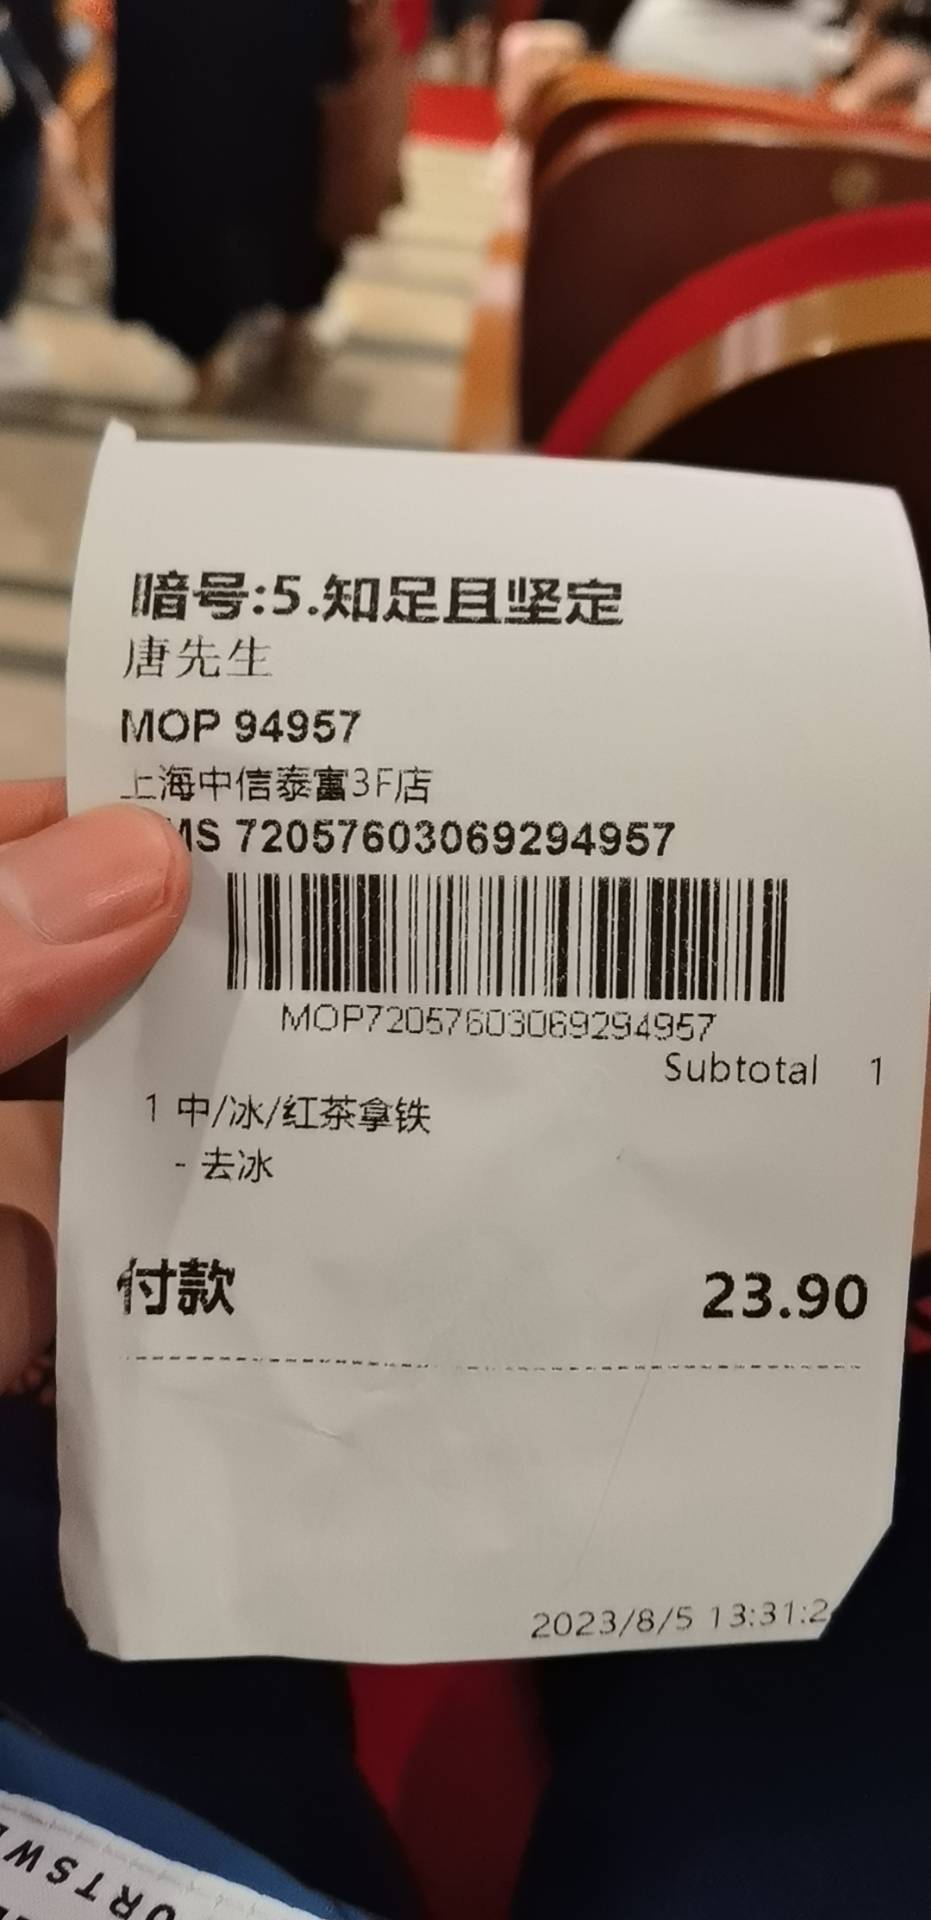 暗号:5.知足且坚定
唐先生
MOP 94957
上海中信泰富3F店
MS 72057603069294957
MOP72057603069294957
Subtotal 1
1 中/冰/红茶拿铁
- 去冰
付款 23.90
2023/8/5 13:31:2
ORTSW